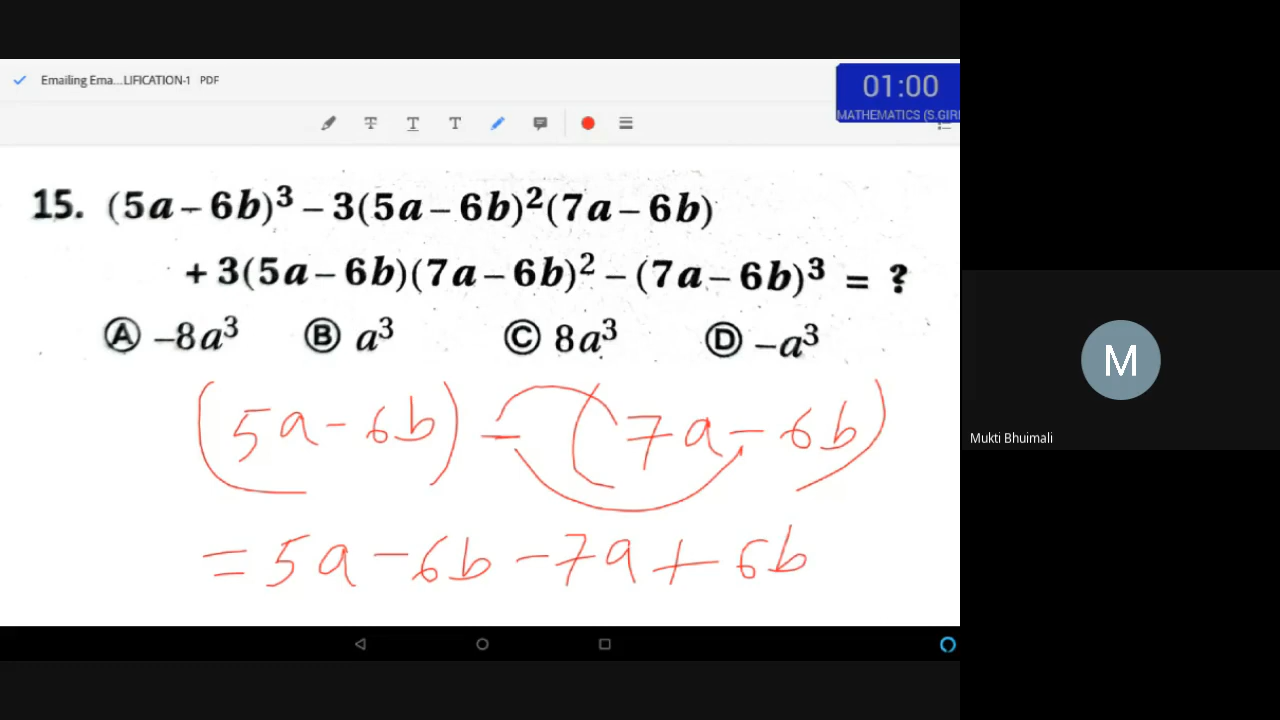 Emailing Ema...LIFICATION-1 PDF
01:00
MATHEMATICS (S.GIRI
T T T
15. (5a – 6b)³ – 3(5a – 6b)²(7a – 6b)
+ 3(5a – 6b)(7a – 6b)² – (7a – 6b)³ = ?
Ⓐ –8a³ Ⓑ a³ Ⓒ 8a³ Ⓓ –a³
(5a - 6b) - (7a - 6b)
= 5a - 6b - 7a + 6b
M
Mukti Bhuimali